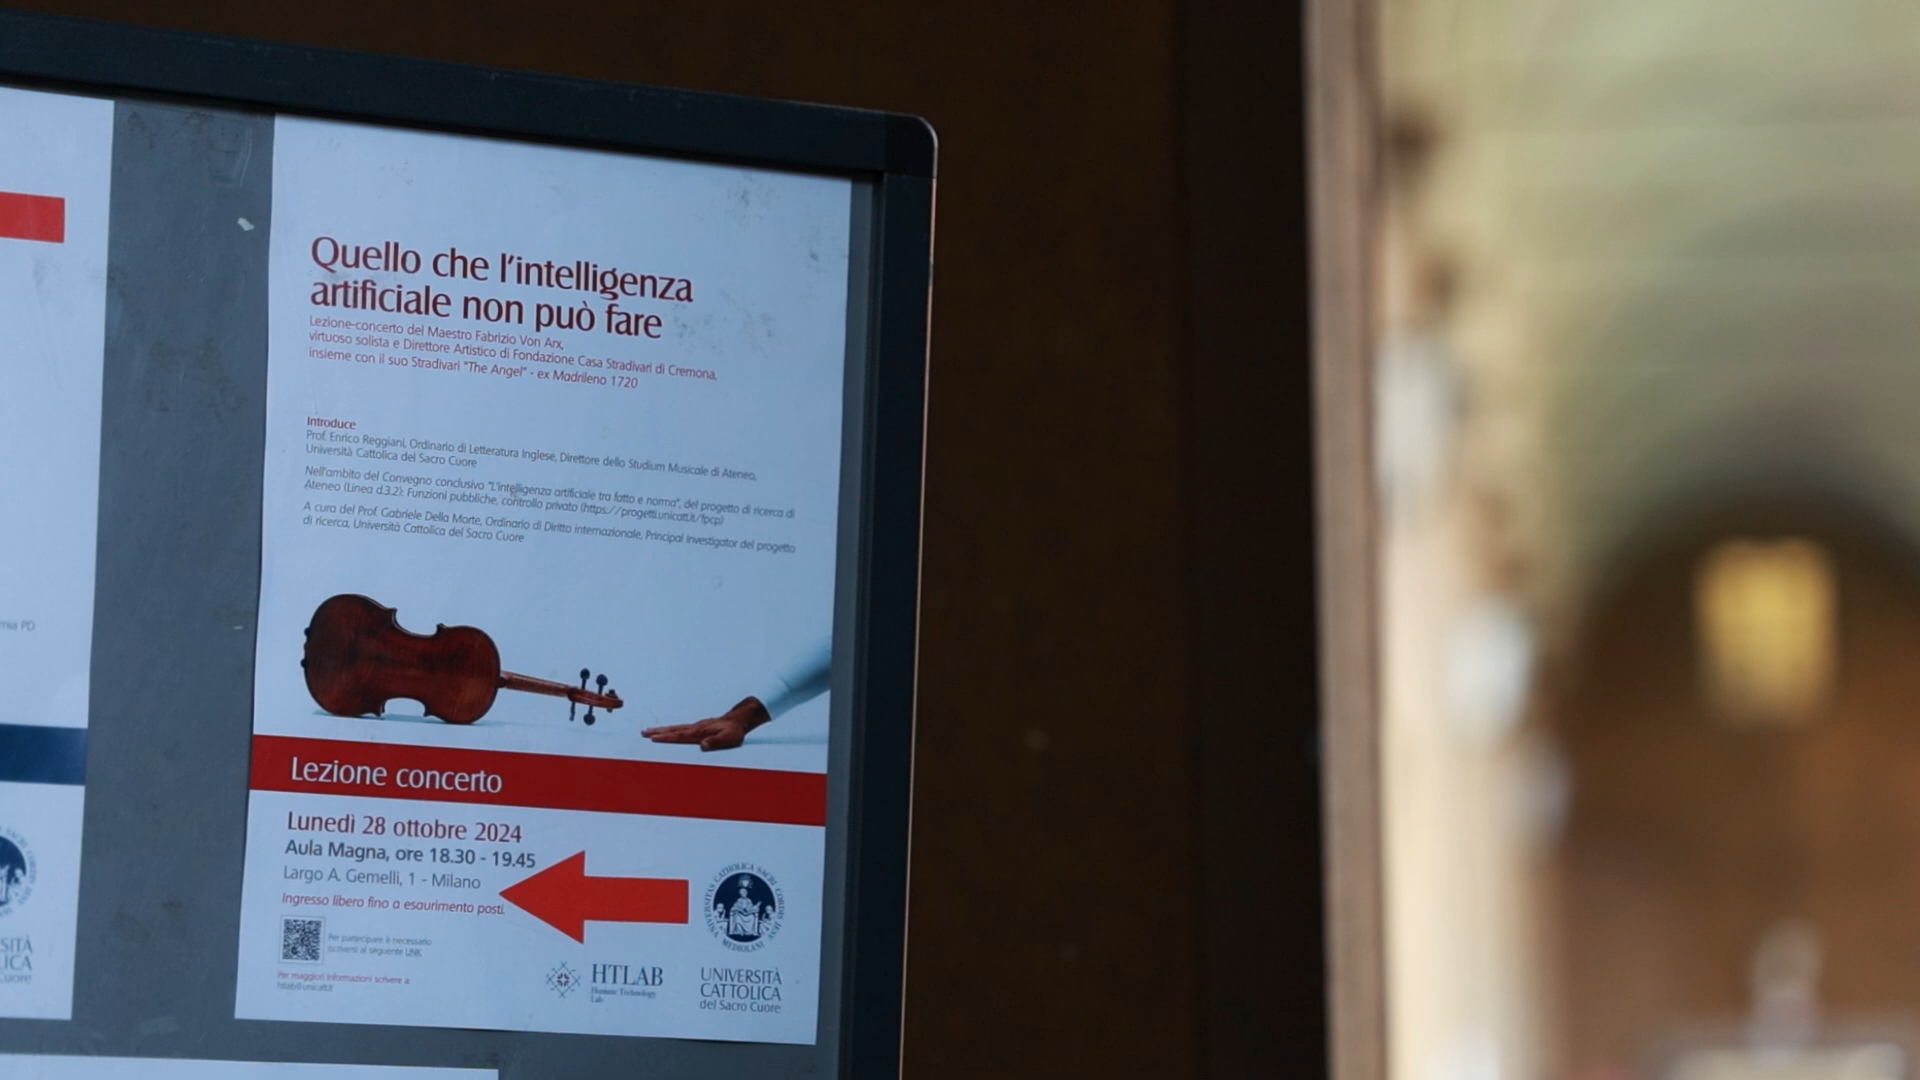 Quello che l'intelligenza
artificiale non può fare
Lezione-concerto del Maestro Fabrizio Von Arx,
virtuoso solista e Direttore Artistico di Fondazione Casa Stradivari di Cremona,
insieme con il suo Stradivari "The Angel" - ex Madrileno 1720
Introduce
Prof. Enrico Reggiani, Ordinario di Letteratura Inglese, Direttore dello Studium Musicale di Ateneo,
Università Cattolica del Sacro Cuore
Nell'ambito del Convegno conclusivo "L'intelligenza artificiale tra fatto e norma", del progetto di ricerca di
Ateneo (Linea d.3.2): Funzioni pubbliche, controllo privato (https://progetti.unicatt.it/fpcp)
A cura del Prof. Gabriele Della Morte, Ordinario di Diritto internazionale, Principal Investigator del progetto
di ricerca, Università Cattolica del Sacro Cuore
mia PD
Lezione concerto
Lunedì 28 ottobre 2024
Aula Magna, ore 18.30 - 19.45
Largo A. Gemelli, 1 - Milano
Ingresso libero fino a esaurimento posti.
Per partecipare è necessario
iscriversi al seguente LINK
Per maggiori informazioni scrivere a
htlab@unicatt.it
HTLAB
Humane Technology
Lab
UNIVERSITÀ
CATTOLICA
del Sacro Cuore
SITÀ
ICA
Cuore